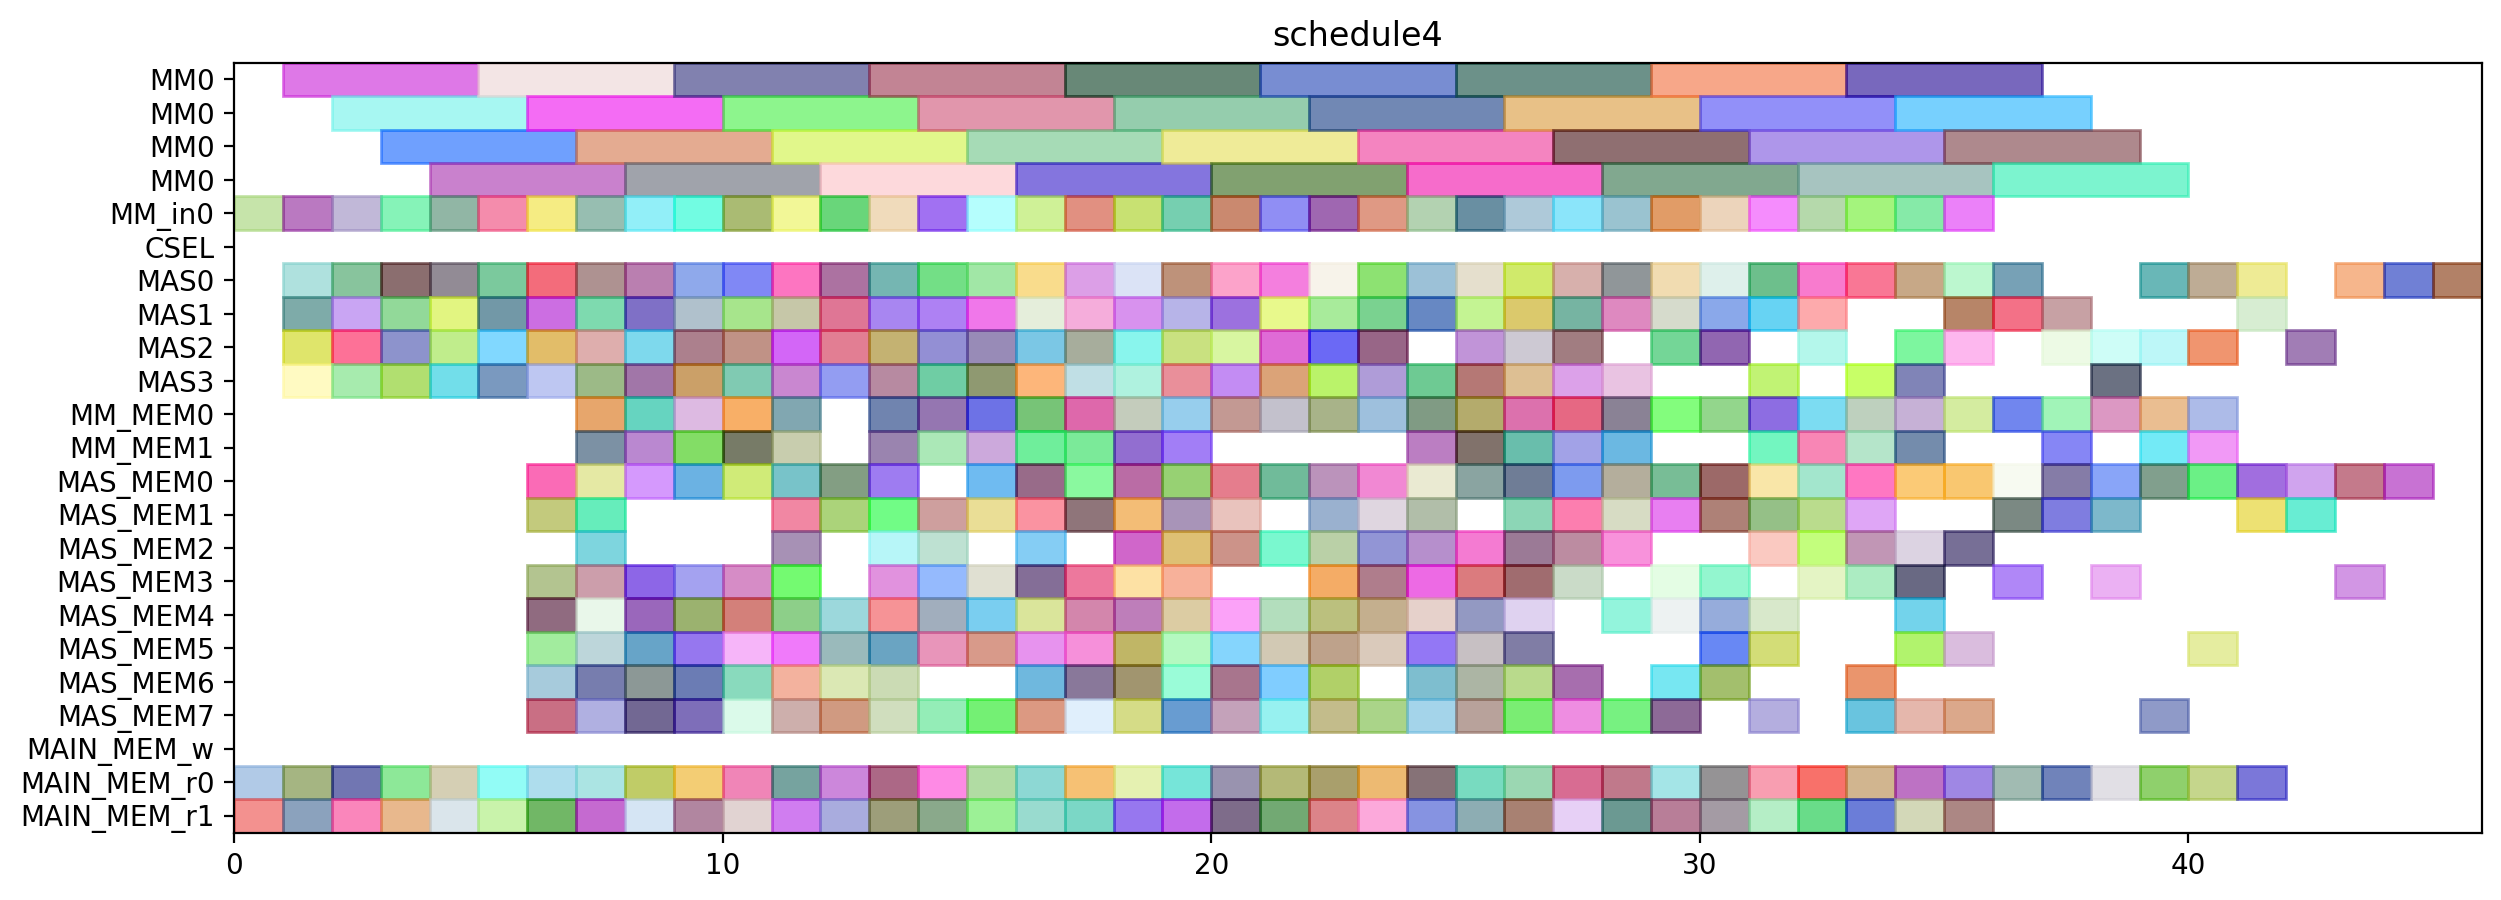 schedule4
MM0
MM0
MM0
MM0
MM_in0
CSEL
MAS0
MAS1
MAS2
MAS3
MM_MEM0
MM_MEM1
MAS_MEM0
MAS_MEM1
MAS_MEM2
MAS_MEM3
MAS_MEM4
MAS_MEM5
MAS_MEM6
MAS_MEM7
MAIN_MEM_w
MAIN_MEM_r0
MAIN_MEM_r1
0 10 20 30 40